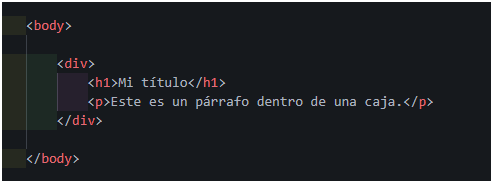 <body>
<div>
<h1>Mi título</h1>
<p>Este es un párrafo dentro de una caja.</p>
</div>
</body>